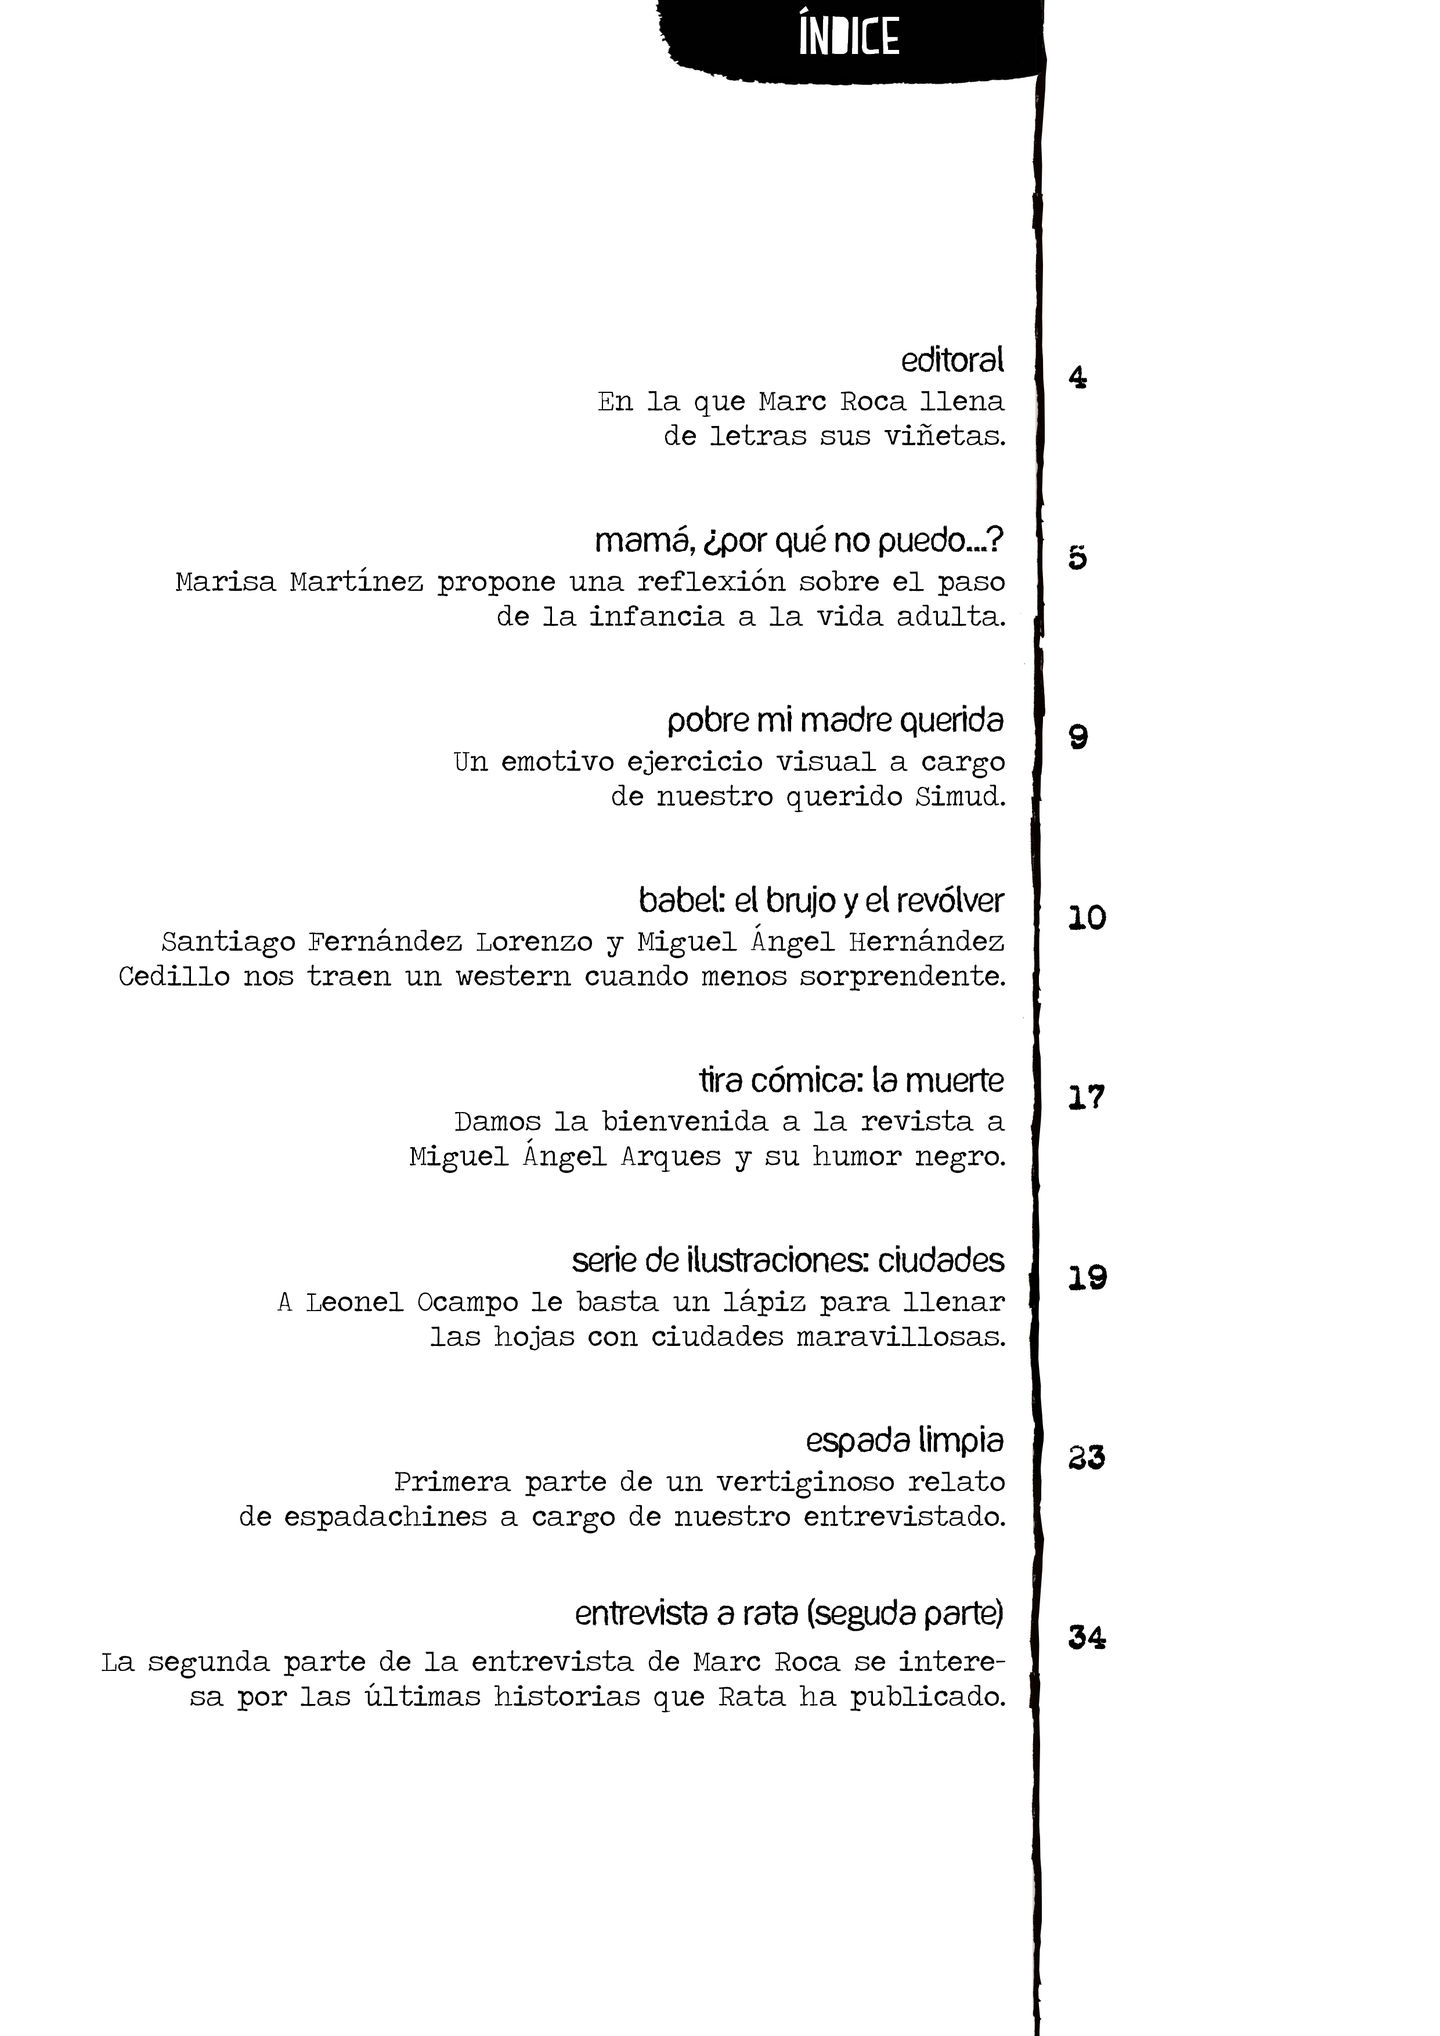 ÍNDICE
editoral
4
En la que Marc Roca llena
de letras sus viñetas.
mamá, ¿por qué no puedo...?
5
Marisa Martínez propone una reflexión sobre el paso
de la infancia a la vida adulta.
pobre mi madre querida
9
Un emotivo ejercicio visual a cargo
de nuestro querido Simud.
babel: el brujo y el revólver
10
Santiago Fernández Lorenzo y Miguel Ángel Hernández
Cedillo nos traen un western cuando menos sorprendente.
tira cómica: la muerte
17
Damos la bienvenida a la revista a
Miguel Ángel Arques y su humor negro.
serie de ilustraciones: ciudades
19
A Leonel Ocampo le basta un lápiz para llenar
las hojas con ciudades maravillosas.
espada limpia
23
Primera parte de un vertiginoso relato
de espadachines a cargo de nuestro entrevistado.
entrevista a rata (seguda parte)
34
La segunda parte de la entrevista de Marc Roca se intere-
sa por las últimas historias que Rata ha publicado.